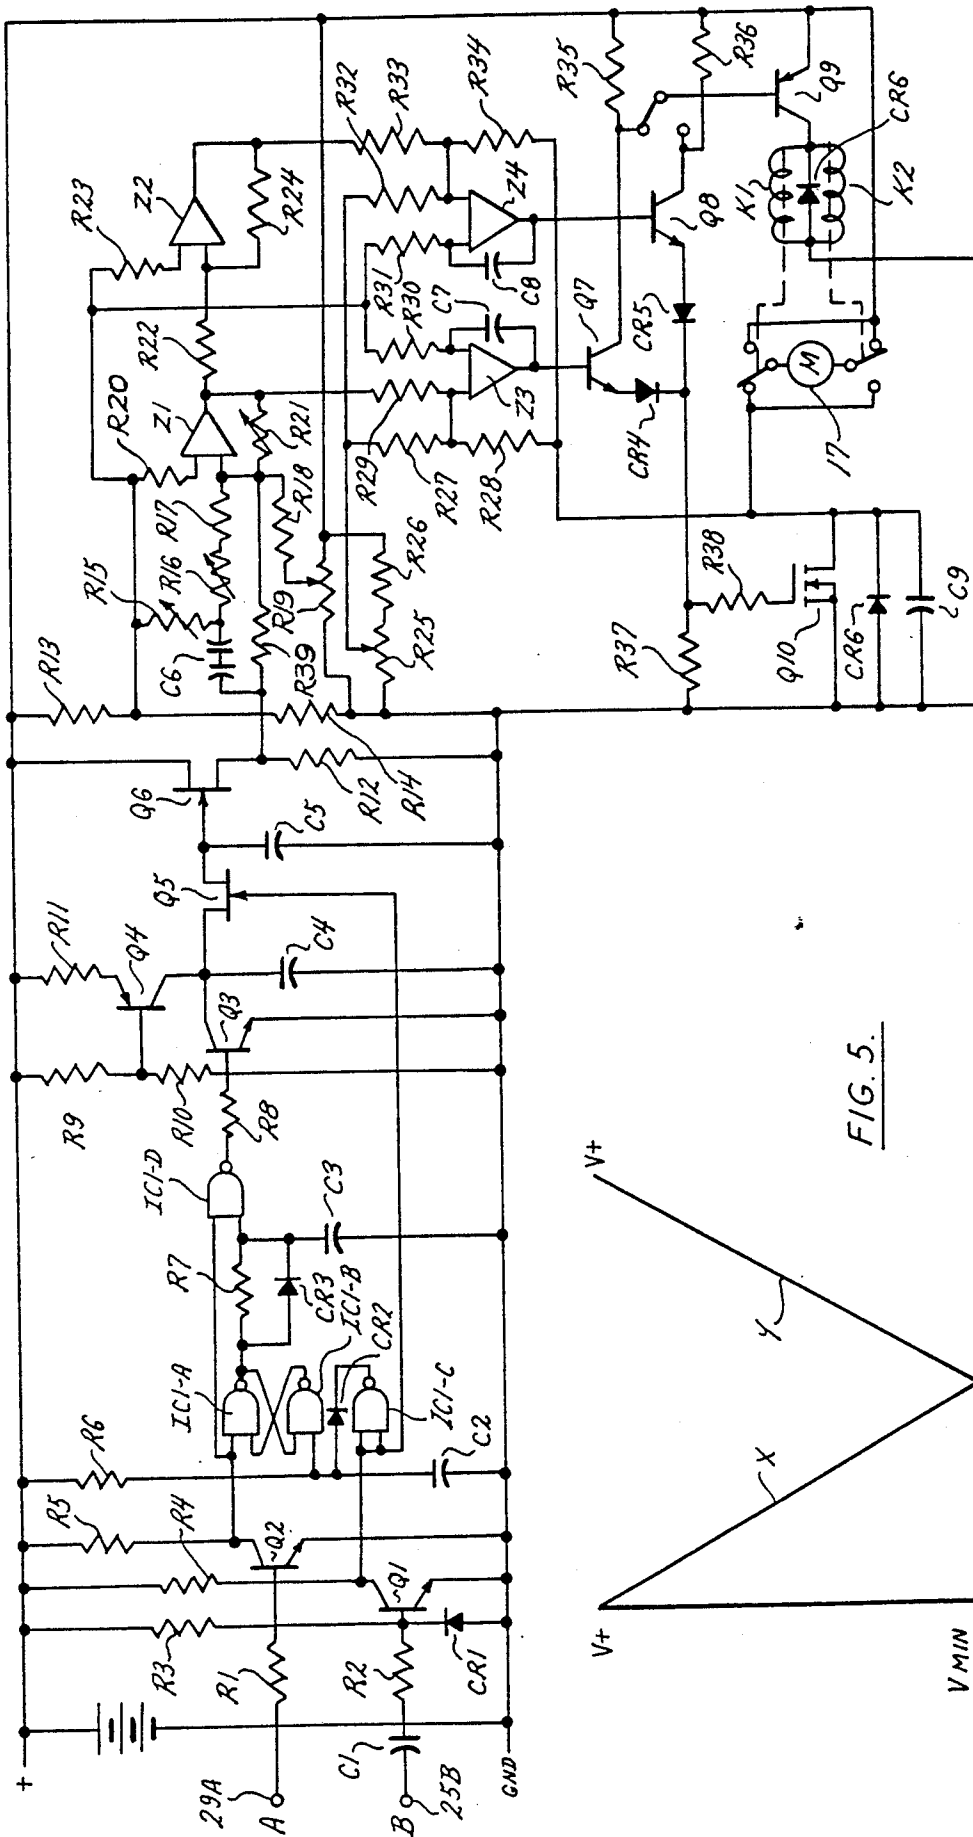 +
29A
A
B
25B
GND
C1
R1
R2
R3
CR1
Q1
Q2
R4
R5
R6
C2
IC1-A
IC1-B
IC1-C
CR2
CR3
R7
C3
IC1-D
R8
R9
R10
Q3
Q4
R11
C4
Q5
C5
Q6
R12
R14
R13
R39
C6
R15
R16
R17
R19
R18
R20
Z1
R21
R22
R23
Z2
R24
R25
R26
R27
R28
R29
R30
R31
R32
R33
R34
Z3
Z4
C7
C8
Q7
Q8
CR4
CR5
R35
R36
R37
R38
Q9
Q10
CR6
C9
K1
K2
CR6
M
17
V+
V+
X
Y
V MIN
FIG. 5.